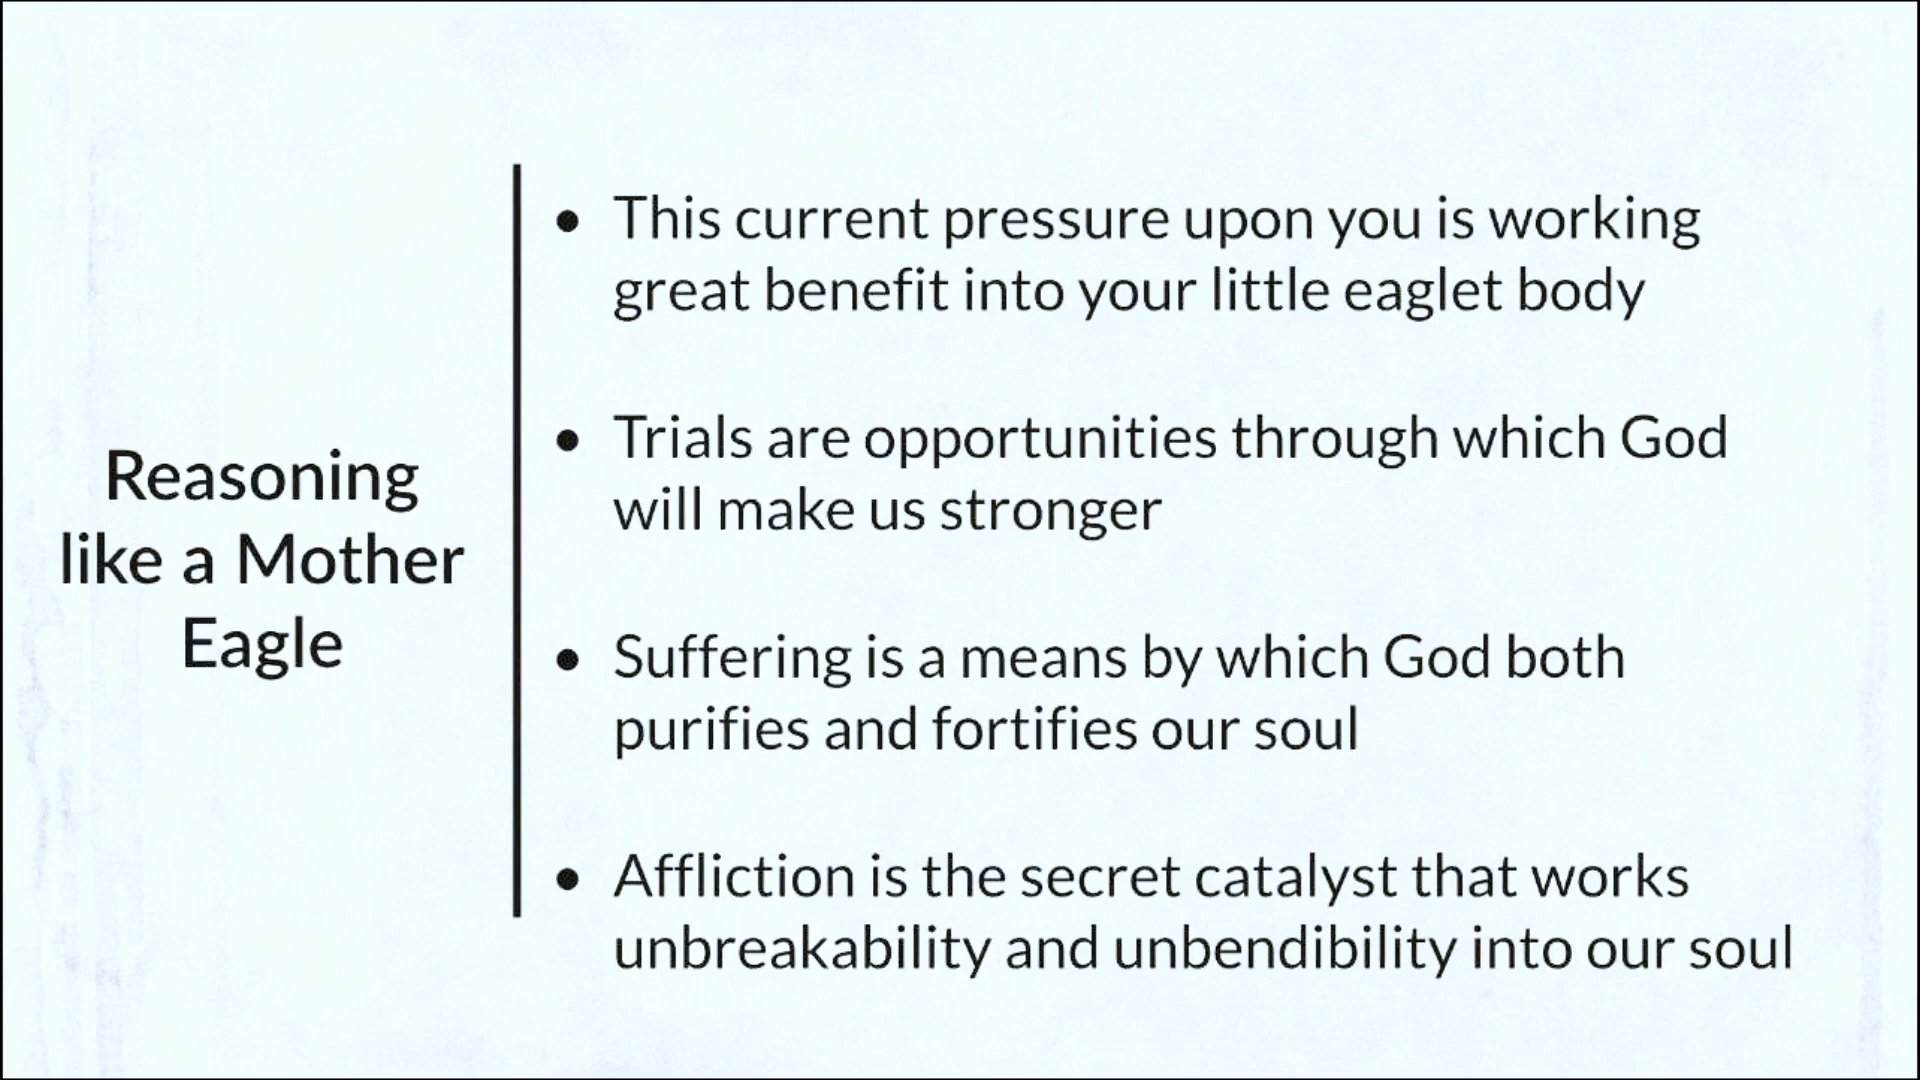 Reasoning
like a Mother
Eagle
• This current pressure upon you is working
great benefit into your little eaglet body
• Trials are opportunities through which God
will make us stronger
• Suffering is a means by which God both
purifies and fortifies our soul
• Affliction is the secret catalyst that works
unbreakability and unbendibility into our soul